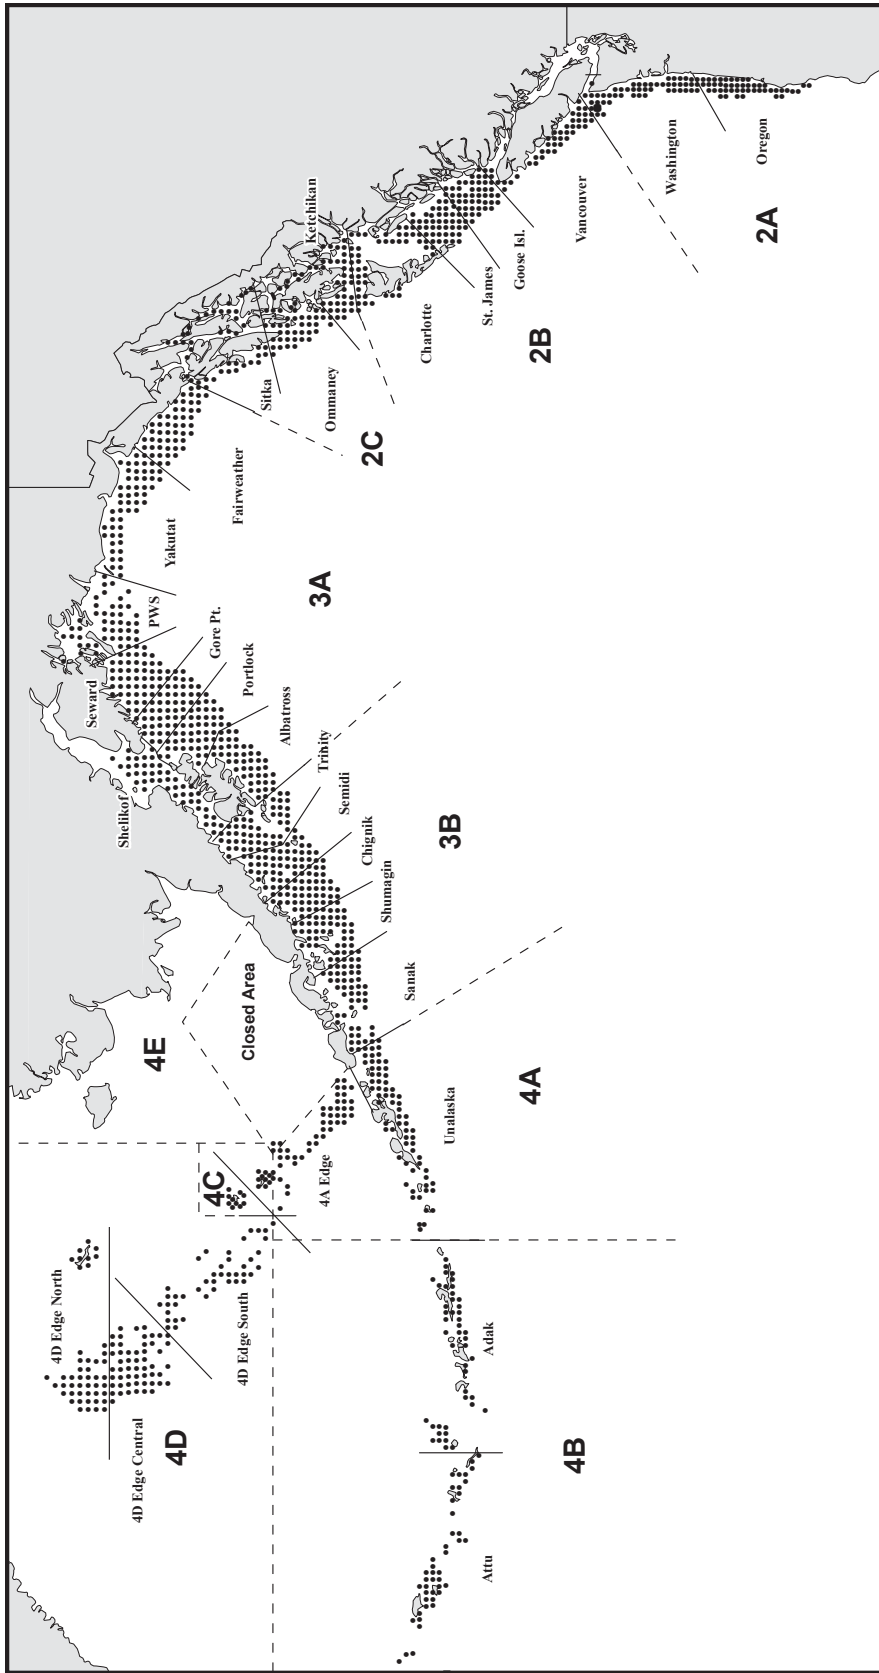 4D Edge North
4D Edge Central
4D
4D Edge South
4C
4A Edge
4E
Closed Area
Attu
4B
Adak
Unalaska
4A
Sanak
Shumagin
Chignik
Semidi
Trinity
3B
Shelikof
Albatross
Portlock
Gore Pt.
Seward
PWS
3A
Yakutat
Fairweather
2C
Sitka
Ommaney
Ketchikan
Charlotte
2B
St. James
Goose Isl.
Vancouver
Washington
2A
Oregon